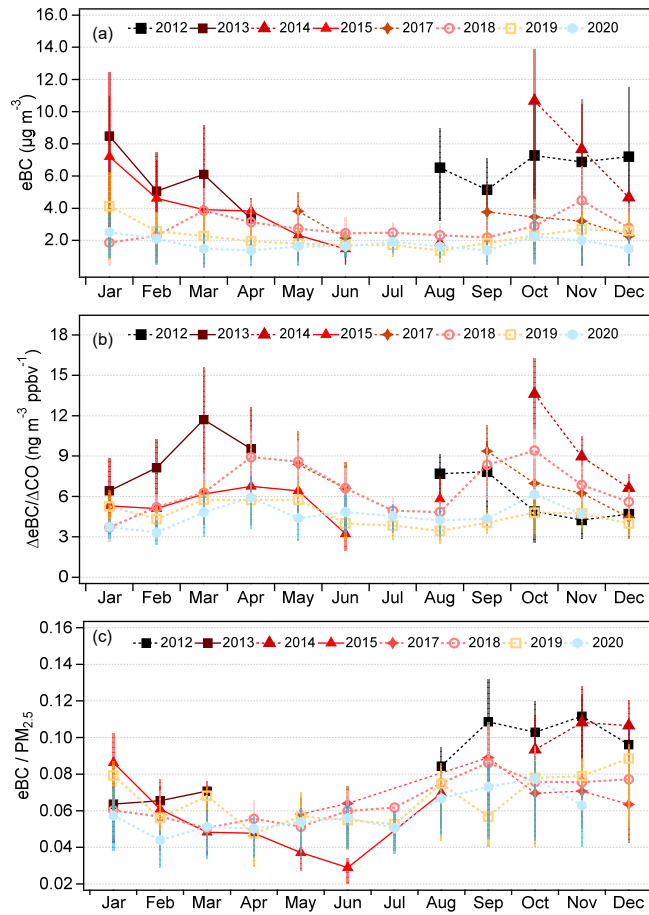 16.0
14.0
12.0
10.0
8.0
6.0
4.0
2.0
eBC (µg m⁻³)
(a)
2012 2013 2014 2015 2017 2018 2019 2020
Jan Feb Mar Apr May Jun Jul Aug Sep Oct Nov Dec
18
15
12
9
6
3
0
ΔeBC/ΔCO (ng m⁻³ ppbv⁻¹)
(b)
2012 2013 2014 2015 2017 2018 2019 2020
Jan Feb Mar Apr May Jun Jul Aug Sep Oct Nov Dec
0.16
0.14
0.12
0.10
0.08
0.06
0.04
0.02
eBC / PM₂.₅
(c)
2012 2013 2014 2015 2017 2018 2019 2020
Jan Feb Mar Apr May Jun Jul Aug Sep Oct Nov Dec